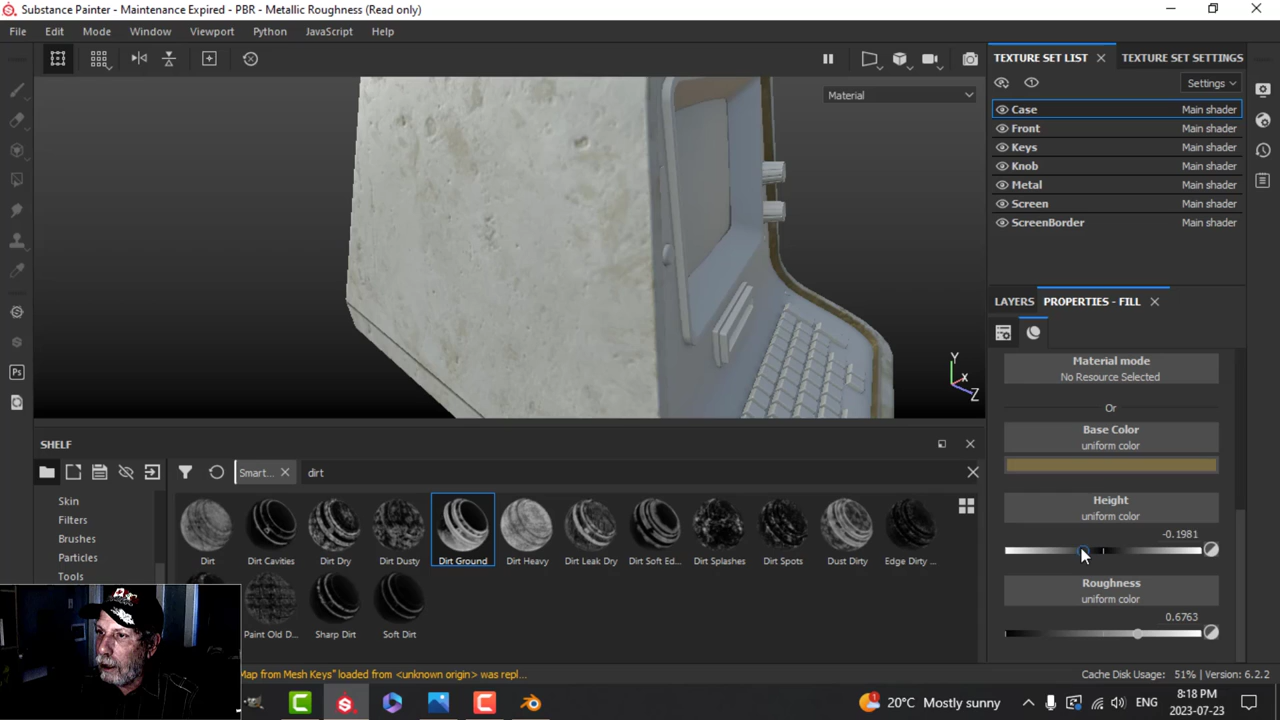 Substance Painter - Maintenance Expired - PBR - Metallic Roughness (Read only)
File Edit Mode Window Viewport Python JavaScript Help
TEXTURE SET LIST TEXTURE SET SETTINGS
Material
Settings
Case Main shader
Front Main shader
Keys Main shader
Knob Main shader
Metal Main shader
Screen Main shader
ScreenBorder Main shader
LAYERS PROPERTIES - FILL
Material mode
No Resource Selected
Or
Base Color
uniform color
Height
uniform color
-0.1981
Roughness
uniform color
0.6763
Y
X
Z
SHELF
Smart... dirt
Skin
Filters
Brushes
Particles
Tools
Dirt Dirt Cavities Dirt Dry Dirt Dusty Dirt Ground Dirt Heavy Dirt Leak Dry Dirt Soft Ed... Dirt Splashes Dirt Spots Dust Dirty Edge Dirty ...
Paint Old D... Sharp Dirt Soft Dirt
Map from Mesh Keys" loaded from <unknown origin> was repl...
Cache Disk Usage: 51% | Version: 6.2.2
Ps
1
20°C Mostly sunny
ENG
8:18 PM
2023-07-23